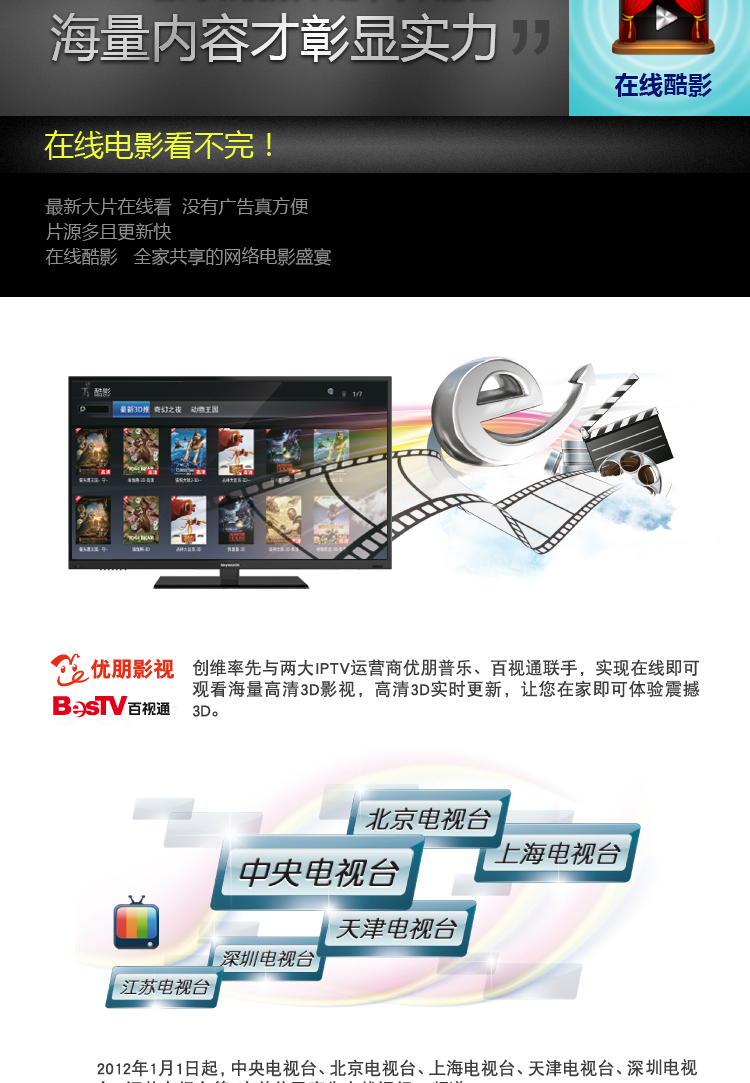 海量内容才彰显实力”
在线酷影
在线电影看不完！
最新大片在线看 没有广告真方便
片源多且更新快
在线酷影 全家共享的网络电影盛宴
酷影
1/7
最新3D推 奇幻之夜 动物王国
Skyworth
优朋影视
BesTV百视通
创维率先与两大IPTV运营商优朋普乐、百视通联手，实现在线即可
观看海量高清3D影视，高清3D实时更新，让您在家即可体验震撼
3D。
北京电视台
上海电视台
中央电视台
天津电视台
深圳电视台
江苏电视台
2012年1月1日起，中央电视台、北京电视台、上海电视台、天津电视台、深圳电视